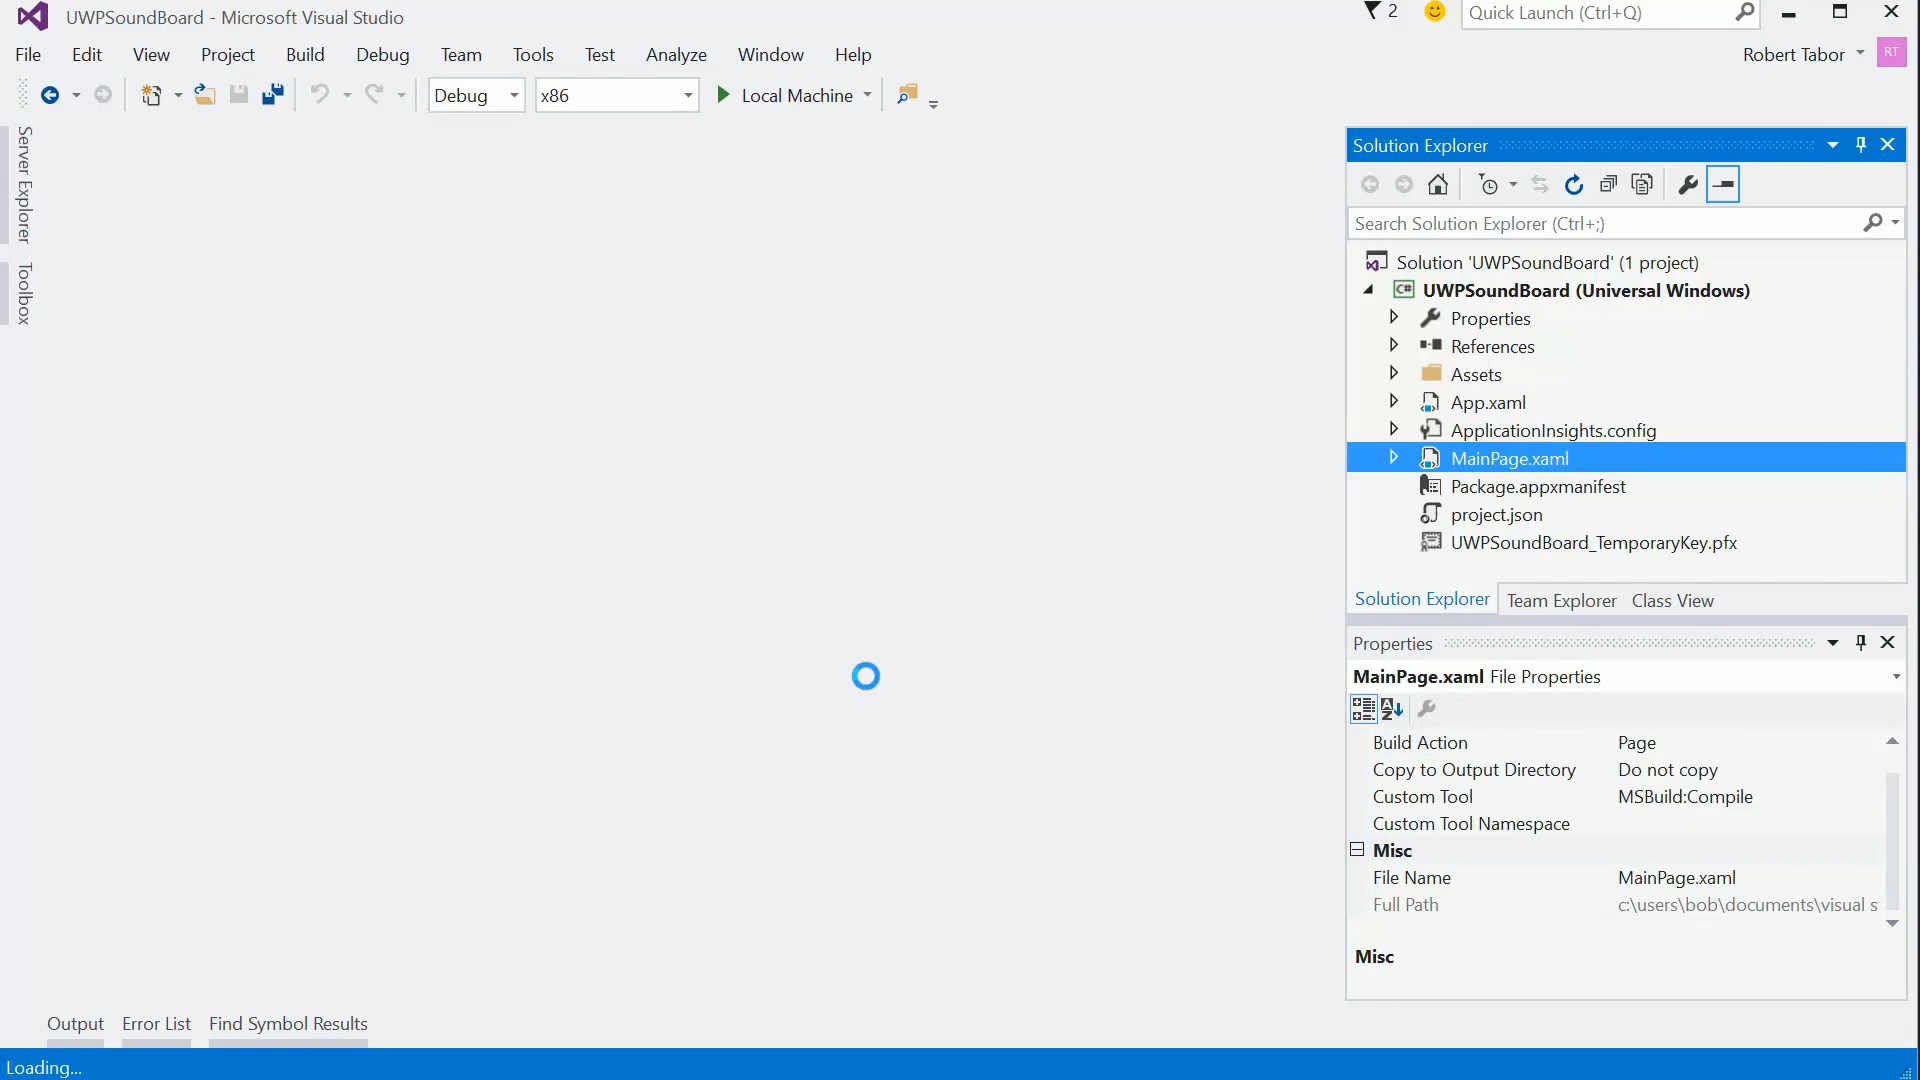 UWPSoundBoard - Microsoft Visual Studio
2
Quick Launch (Ctrl+Q)
File Edit View Project Build Debug Team Tools Test Analyze Window Help
Robert Tabor
RT
Debug
x86
Local Machine
Server Explorer
Toolbox
Solution Explorer
Search Solution Explorer (Ctrl+;)
Solution 'UWPSoundBoard' (1 project)
C# UWPSoundBoard (Universal Windows)
Properties
References
Assets
App.xaml
ApplicationInsights.config
MainPage.xaml
Package.appxmanifest
project.json
UWPSoundBoard_TemporaryKey.pfx
Solution Explorer Team Explorer Class View
Properties
MainPage.xaml File Properties
Build Action Page
Copy to Output Directory Do not copy
Custom Tool MSBuild:Compile
Custom Tool Namespace
Misc
File Name MainPage.xaml
Full Path c:\users\bob\documents\visual s
Misc
Output Error List Find Symbol Results
Loading...